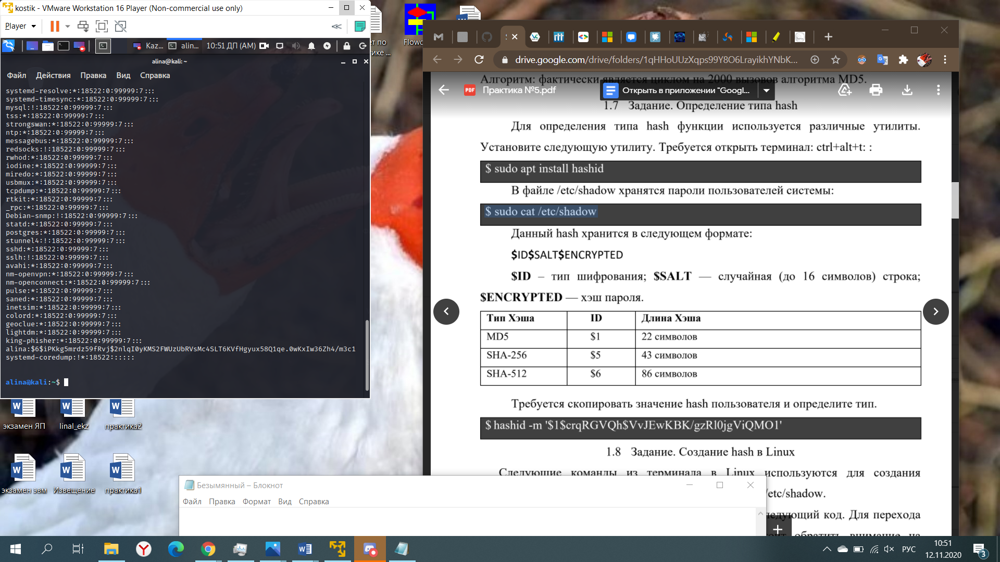 kostik - VMware Workstation 16 Player (Non-commercial use only)
Player
Kaz...
alin...
10:51 ДП (AM)
alina@kali: ~
Файл Действия Правка Вид Справка
systemd-resolve:*:18522:0:99999:7:::
systemd-timesync:*:18522:0:99999:7:::
mysql:!:18522:0:99999:7:::
tss:*:18522:0:99999:7:::
strongswan:*:18522:0:99999:7:::
ntp:*:18522:0:99999:7:::
messagebus:*:18522:0:99999:7:::
redsocks:!:18522:0:99999:7:::
rwhod:*:18522:0:99999:7:::
iodine:*:18522:0:99999:7:::
miredo:*:18522:0:99999:7:::
usbmux:*:18522:0:99999:7:::
tcpdump:*:18522:0:99999:7:::
rtkit:*:18522:0:99999:7:::
_rpc:*:18522:0:99999:7:::
Debian-snmp:!:18522:0:99999:7:::
statd:*:18522:0:99999:7:::
postgres:*:18522:0:99999:7:::
stunnel4:!:18522:0:99999:7:::
sshd:*:18522:0:99999:7:::
sslh:!:18522:0:99999:7:::
avahi:*:18522:0:99999:7:::
nm-openvpn:*:18522:0:99999:7:::
nm-openconnect:*:18522:0:99999:7:::
pulse:*:18522:0:99999:7:::
saned:*:18522:0:99999:7:::
inetsim:*:18522:0:99999:7:::
colord:*:18522:0:99999:7:::
geoclue:*:18522:0:99999:7:::
lightdm:*:18522:0:99999:7:::
king-phisher:*:18522:0:99999:7:::
alina:$6$iPKkg5mrdz59fRvj$2nlqI0yKMS2FWUzUbRVsMc4SLT6KVfHgyux58Q1qe.0wKxIw36Zh4/m3c1
systemd-coredump:!*:18522::::::
alina@kali:~$
экзамен ЯП
linal_ekz
практика2
экзамен эвм
Извещение
практика1
drive.google.com/drive/folders/1qHHoUUzXqps99Y8O6LrayikhYNbK...
Алгоритм: фактически является циклом на 2000 вызовов алгоритма MD5.
PDF
Практика №5.pdf
Открыть в приложении "Googl...
1.7 Задание. Определение типа hash
Для определения типа hash функции используется различные утилиты.
Установите следующую утилиту. Требуется открыть терминал: ctrl+alt+t: :
$ sudo apt install hashid
В файле /etc/shadow хранятся пароли пользователей системы:
$ sudo cat /etc/shadow
Данный hash хранится в следующем формате:
$ID$SALT$ENCRYPTED
$ID – тип шифрования; $SALT — случайная (до 16 символов) строка;
$ENCRYPTED — хэш пароля.
Тип Хэша ID Длина Хэша
MD5 $1 22 символов
SHA-256 $5 43 символов
SHA-512 $6 86 символов
Требуется скопировать значение hash пользователя и определите тип.
$ hashid -m '$1$crqRGVQh$VvJEwKBK/gzRl0jgViQMO1'
1.8 Задание. Создание hash в Linux
Следующие команды из терминала в Linux используются для создания
/etc/shadow.
код. Для перехода
обратить внимание на
Безымянный – Блокнот
Файл Правка Формат Вид Справка
РУС
10:51
12.11.2020
3